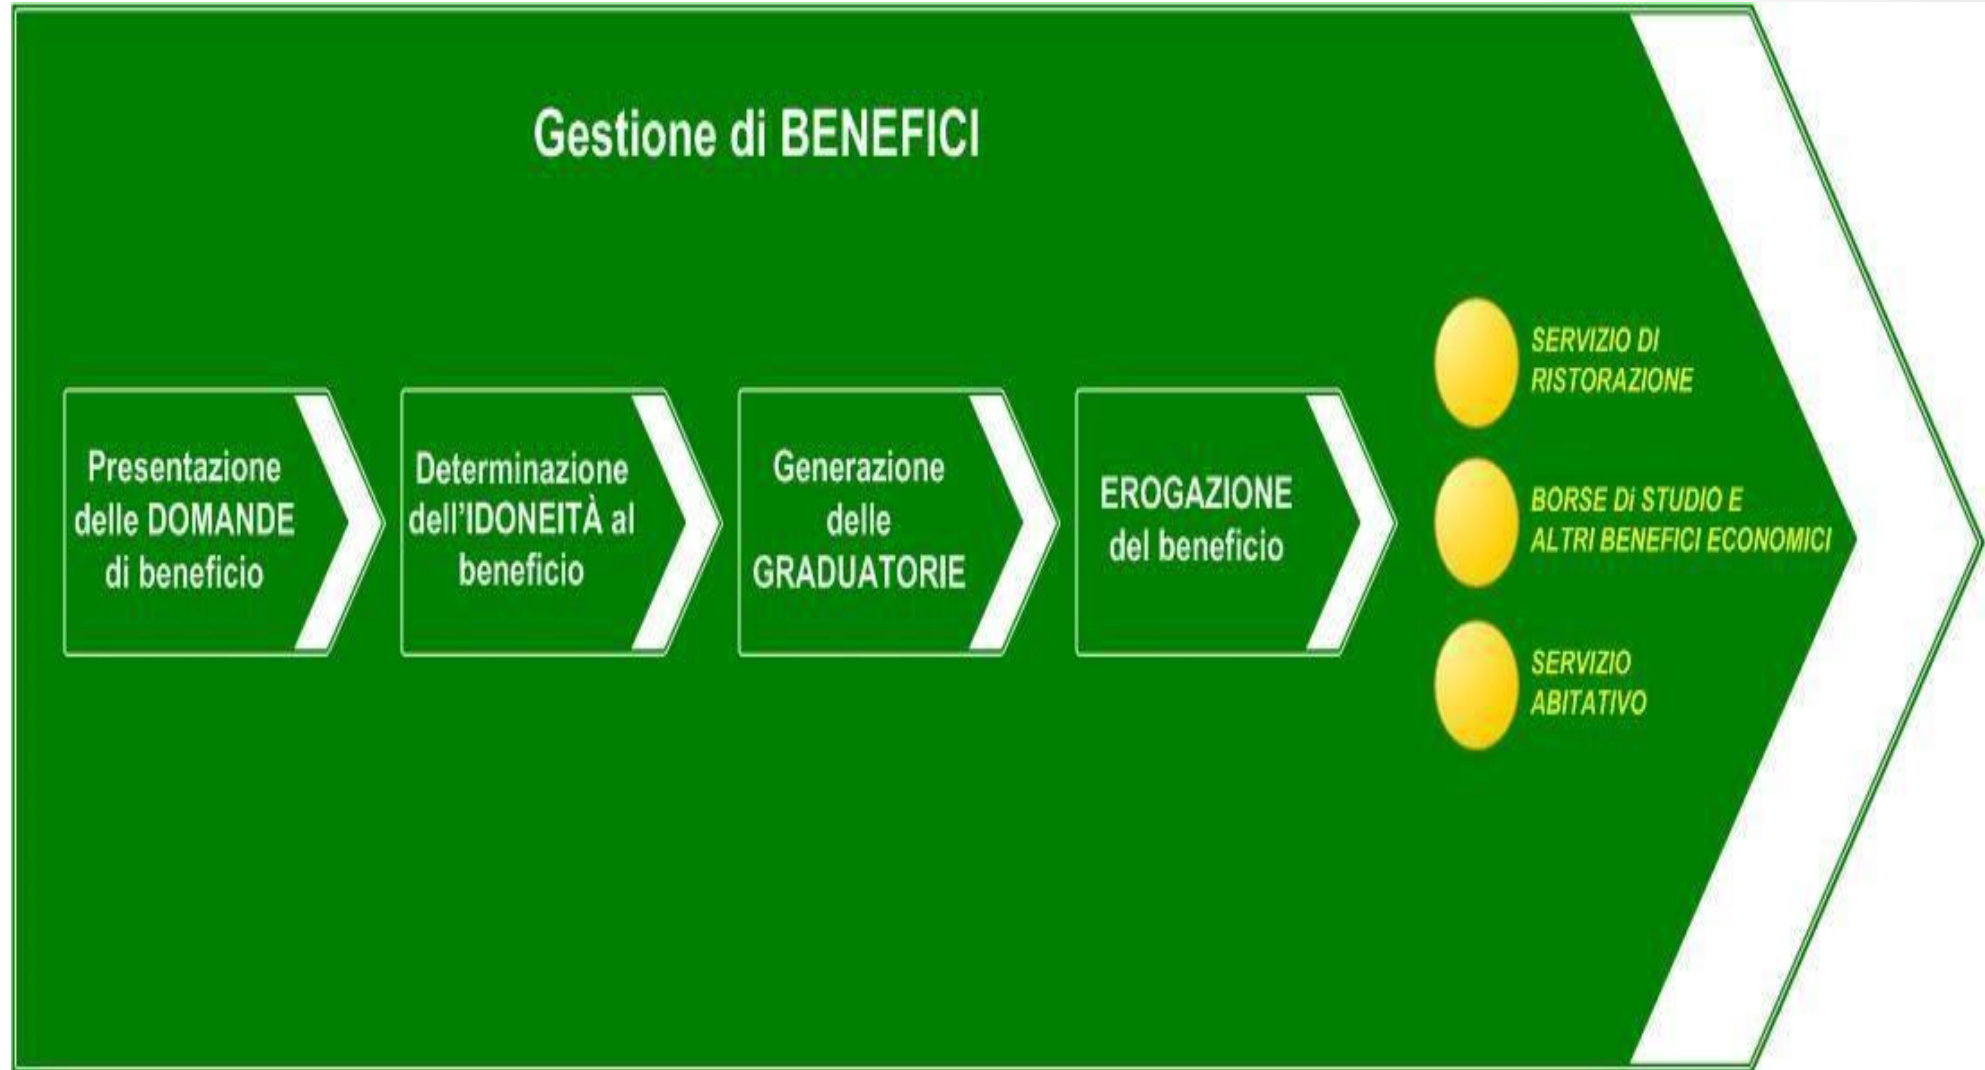 Gestione di BENEFICI
Presentazione
delle DOMANDE
di beneficio
Determinazione
dell'IDONEITÀ al
beneficio
Generazione
delle
GRADUATORIE
EROGAZIONE
del beneficio
SERVIZIO DI
RISTORAZIONE
BORSE Di STUDIO E
ALTRI BENEFICI ECONOMICI
SERVIZIO
ABITATIVO